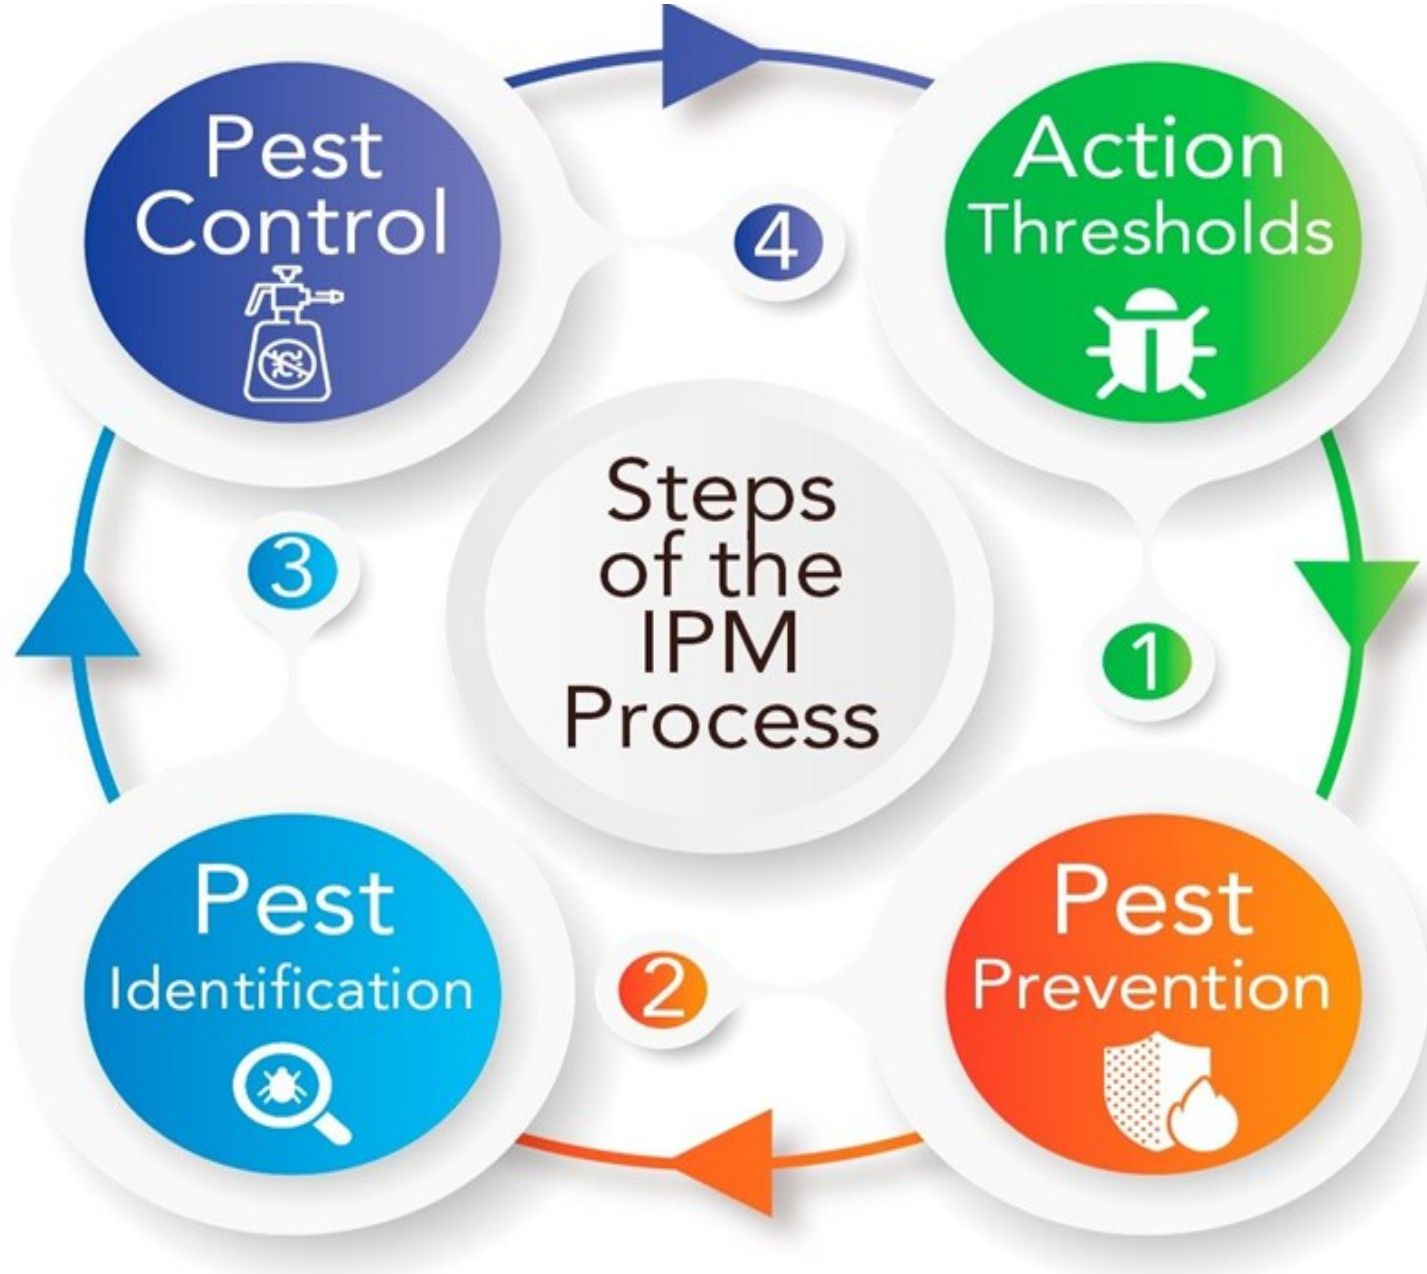 Pest
Control
4
Action
Thresholds
3
Steps
of the
IPM
Process
1
Pest
Identification
2
Pest
Prevention